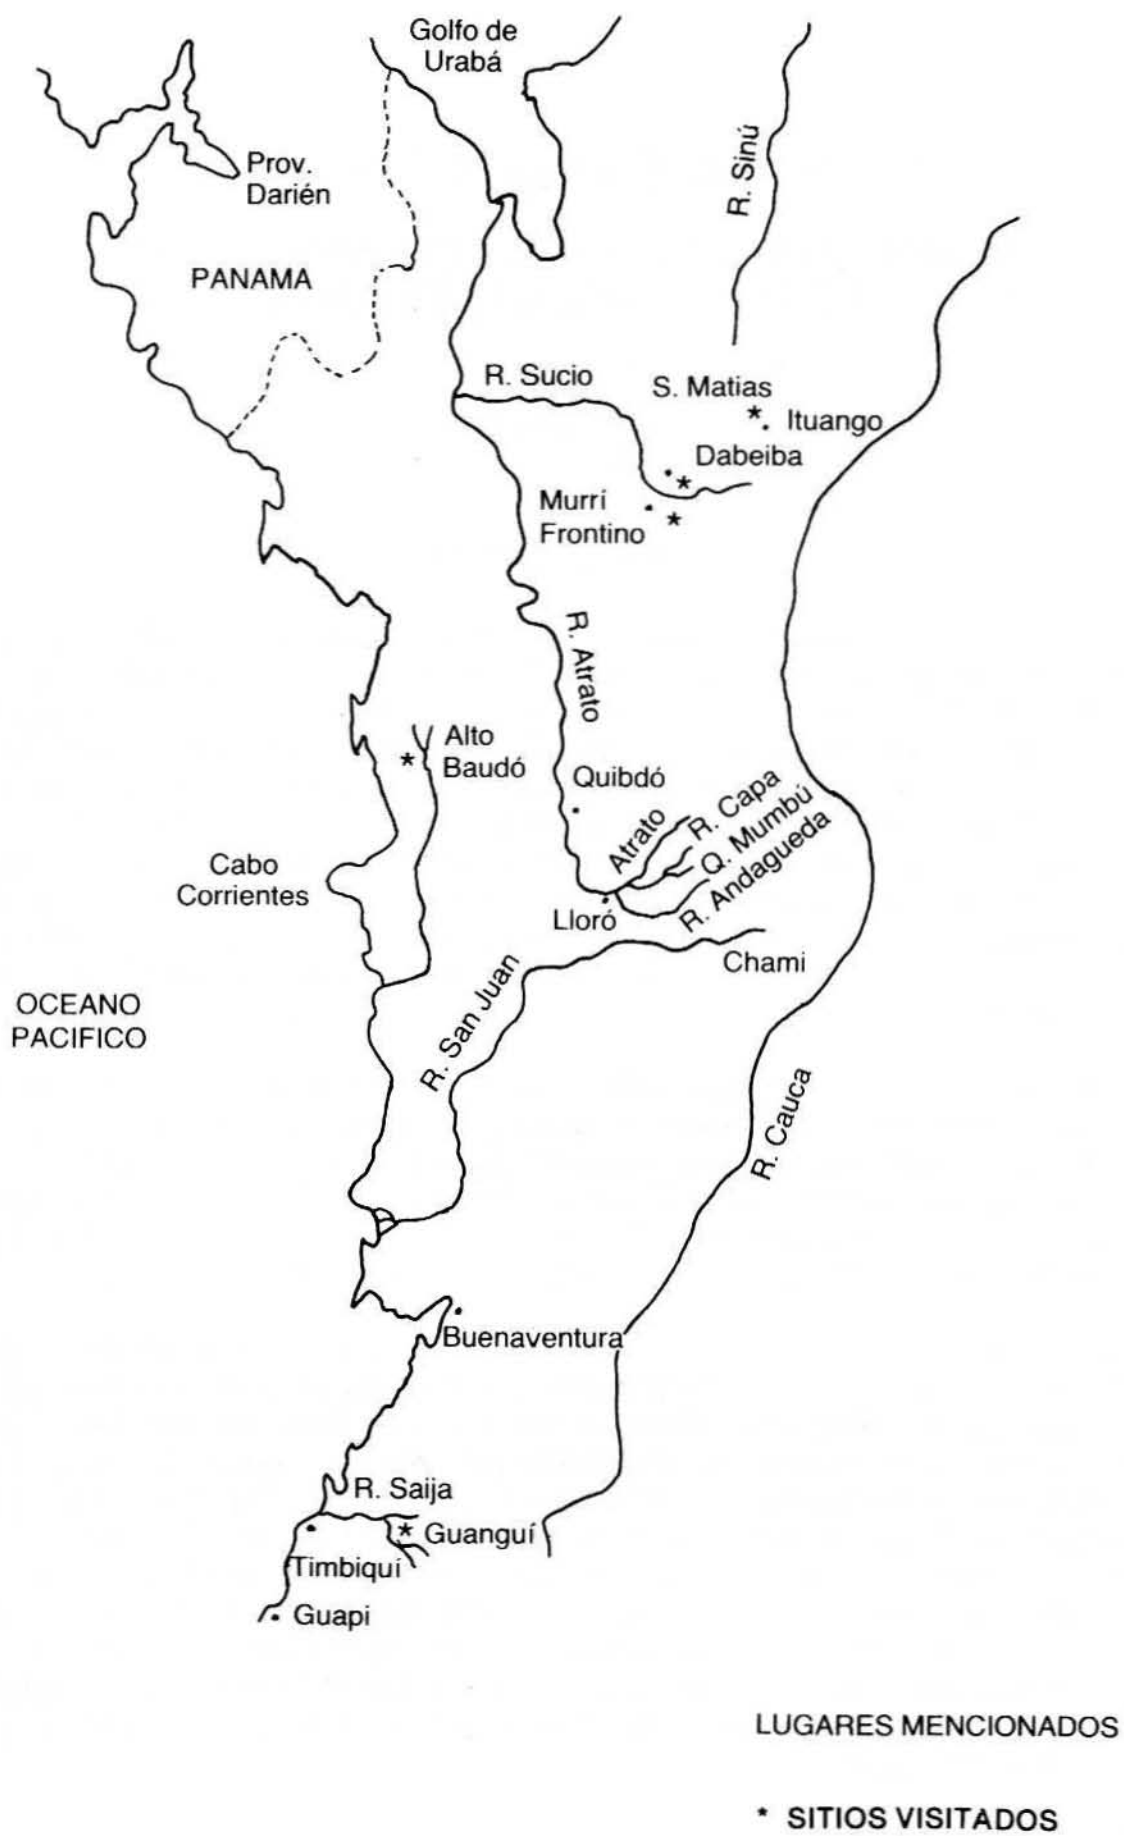 Golfo de
Urabá
Prov.
Darién
R. Sinú
PANAMA
R. Sucio
S. Matias
* Ituango
Dabeiba
*
Murrí
Frontino
*
R. Atrato
Alto
Baudó
*
Quibdó
Atrato
R. Capa
Q. Mumbú
R. Andagueda
Cabo
Corrientes
Lloró
Chami
R. San Juan
OCEANO
PACIFICO
R. Cauca
Buenaventura
R. Saija
* Guanguí
Timbiquí
Guapi
LUGARES MENCIONADOS
* SITIOS VISITADOS